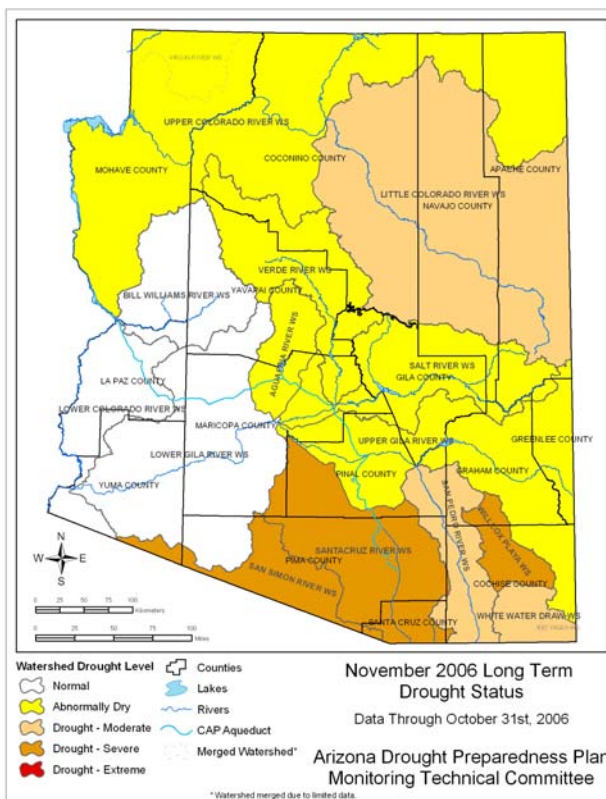 VIRGIN RIVER WS
UPPER COLORADO RIVER WS
COCONINO COUNTY
MOHAVE COUNTY
APACHE COUNTY
LITTLE COLORADO RIVER WS
NAVAJO COUNTY
VERDE RIVER WS
YAVAPAI COUNTY
BILL WILLIAMS RIVER WS
AGUA FRIA RIVER WS
SALT RIVER WS
GILA COUNTY
LA PAZ COUNTY
LOWER COLORADO RIVER WS
MARICOPA COUNTY
UPPER GILA RIVER WS
GREENLEE COUNTY
LOWER GILA RIVER WS
PINAL COUNTY
GRAHAM COUNTY
YUMA COUNTY
SAN PEDRO RIVER WS
WILLCOX PLAYA WS
SANTACRUZ RIVER WS
PIMA COUNTY
SAN SIMON RIVER WS
COCHISE COUNTY
SANTA CRUZ COUNTY
WHITE WATER DRAW WS
N
W E
S
0 25 50 75 100
Kilometers
0 25 50 75 100
Miles
Watershed Drought Level
Normal
Abnormally Dry
Drought - Moderate
Drought - Severe
Drought - Extreme
Counties
Lakes
Rivers
CAP Aqueduct
Merged Watershed*
November 2006 Long Term
Drought Status
Data Through October 31st, 2006
Arizona Drought Preparedness Plan
Monitoring Technical Committee
* Watershed merged due to limited data.